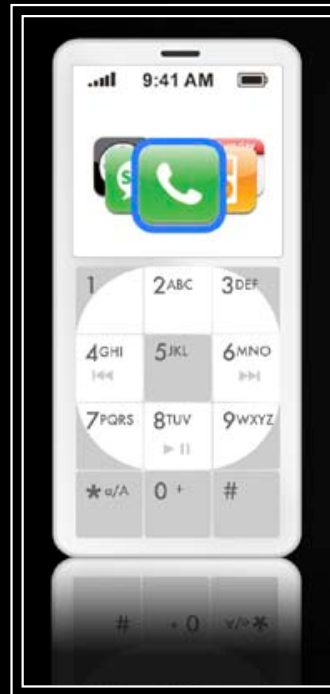 9:41 AM
1 2ABC 3DEF
4GHI 5JKL 6MNO
7PQRS 8TUV 9WXYZ
* a/A 0 + #